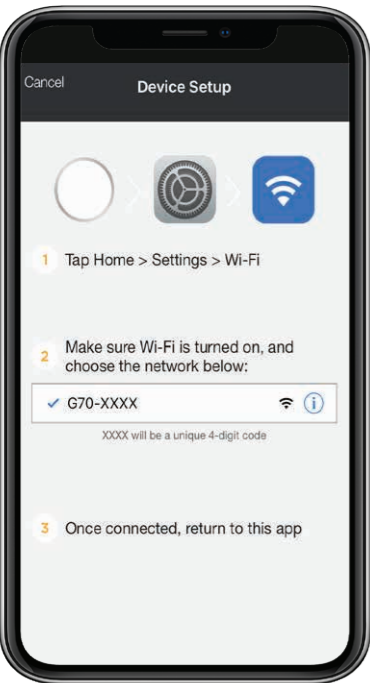 Cancel
Device Setup
1 Tap Home > Settings > Wi-Fi
2 Make sure Wi-Fi is turned on, and
choose the network below:
✓ G70-XXXX
XXXX will be a unique 4-digit code
3 Once connected, return to this app